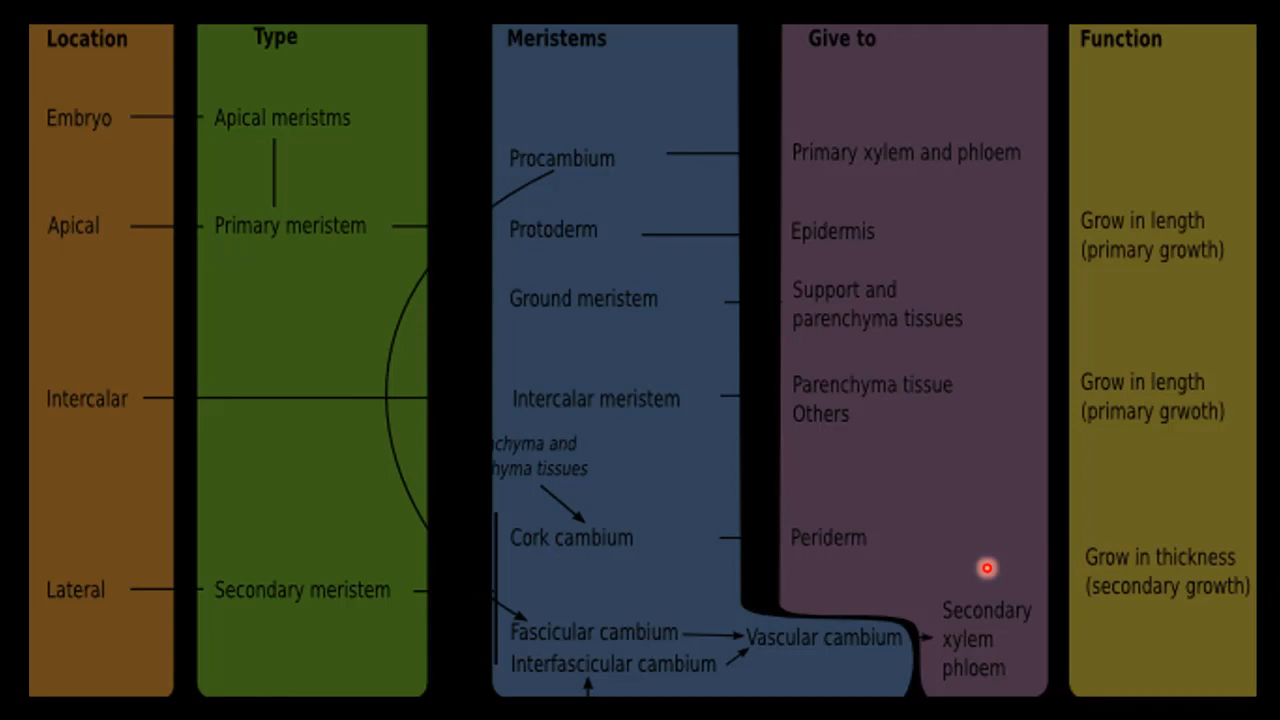 Location
Type
Meristems
Give to
Function
Embryo
Apical meristms
Procambium
Primary xylem and phloem
Apical
Primary meristem
Protoderm
Epidermis
Grow in length
(primary growth)
Ground meristem
Support and
parenchyma tissues
Intercalar
Intercalar meristem
Parenchyma tissue
Others
Grow in length
(primary grwoth)
chyma and
hyma tissues
Cork cambium
Periderm
Grow in thickness
(secondary growth)
Lateral
Secondary meristem
Fascicular cambium
Interfascicular cambium
Vascular cambium
Secondary
xylem
phloem